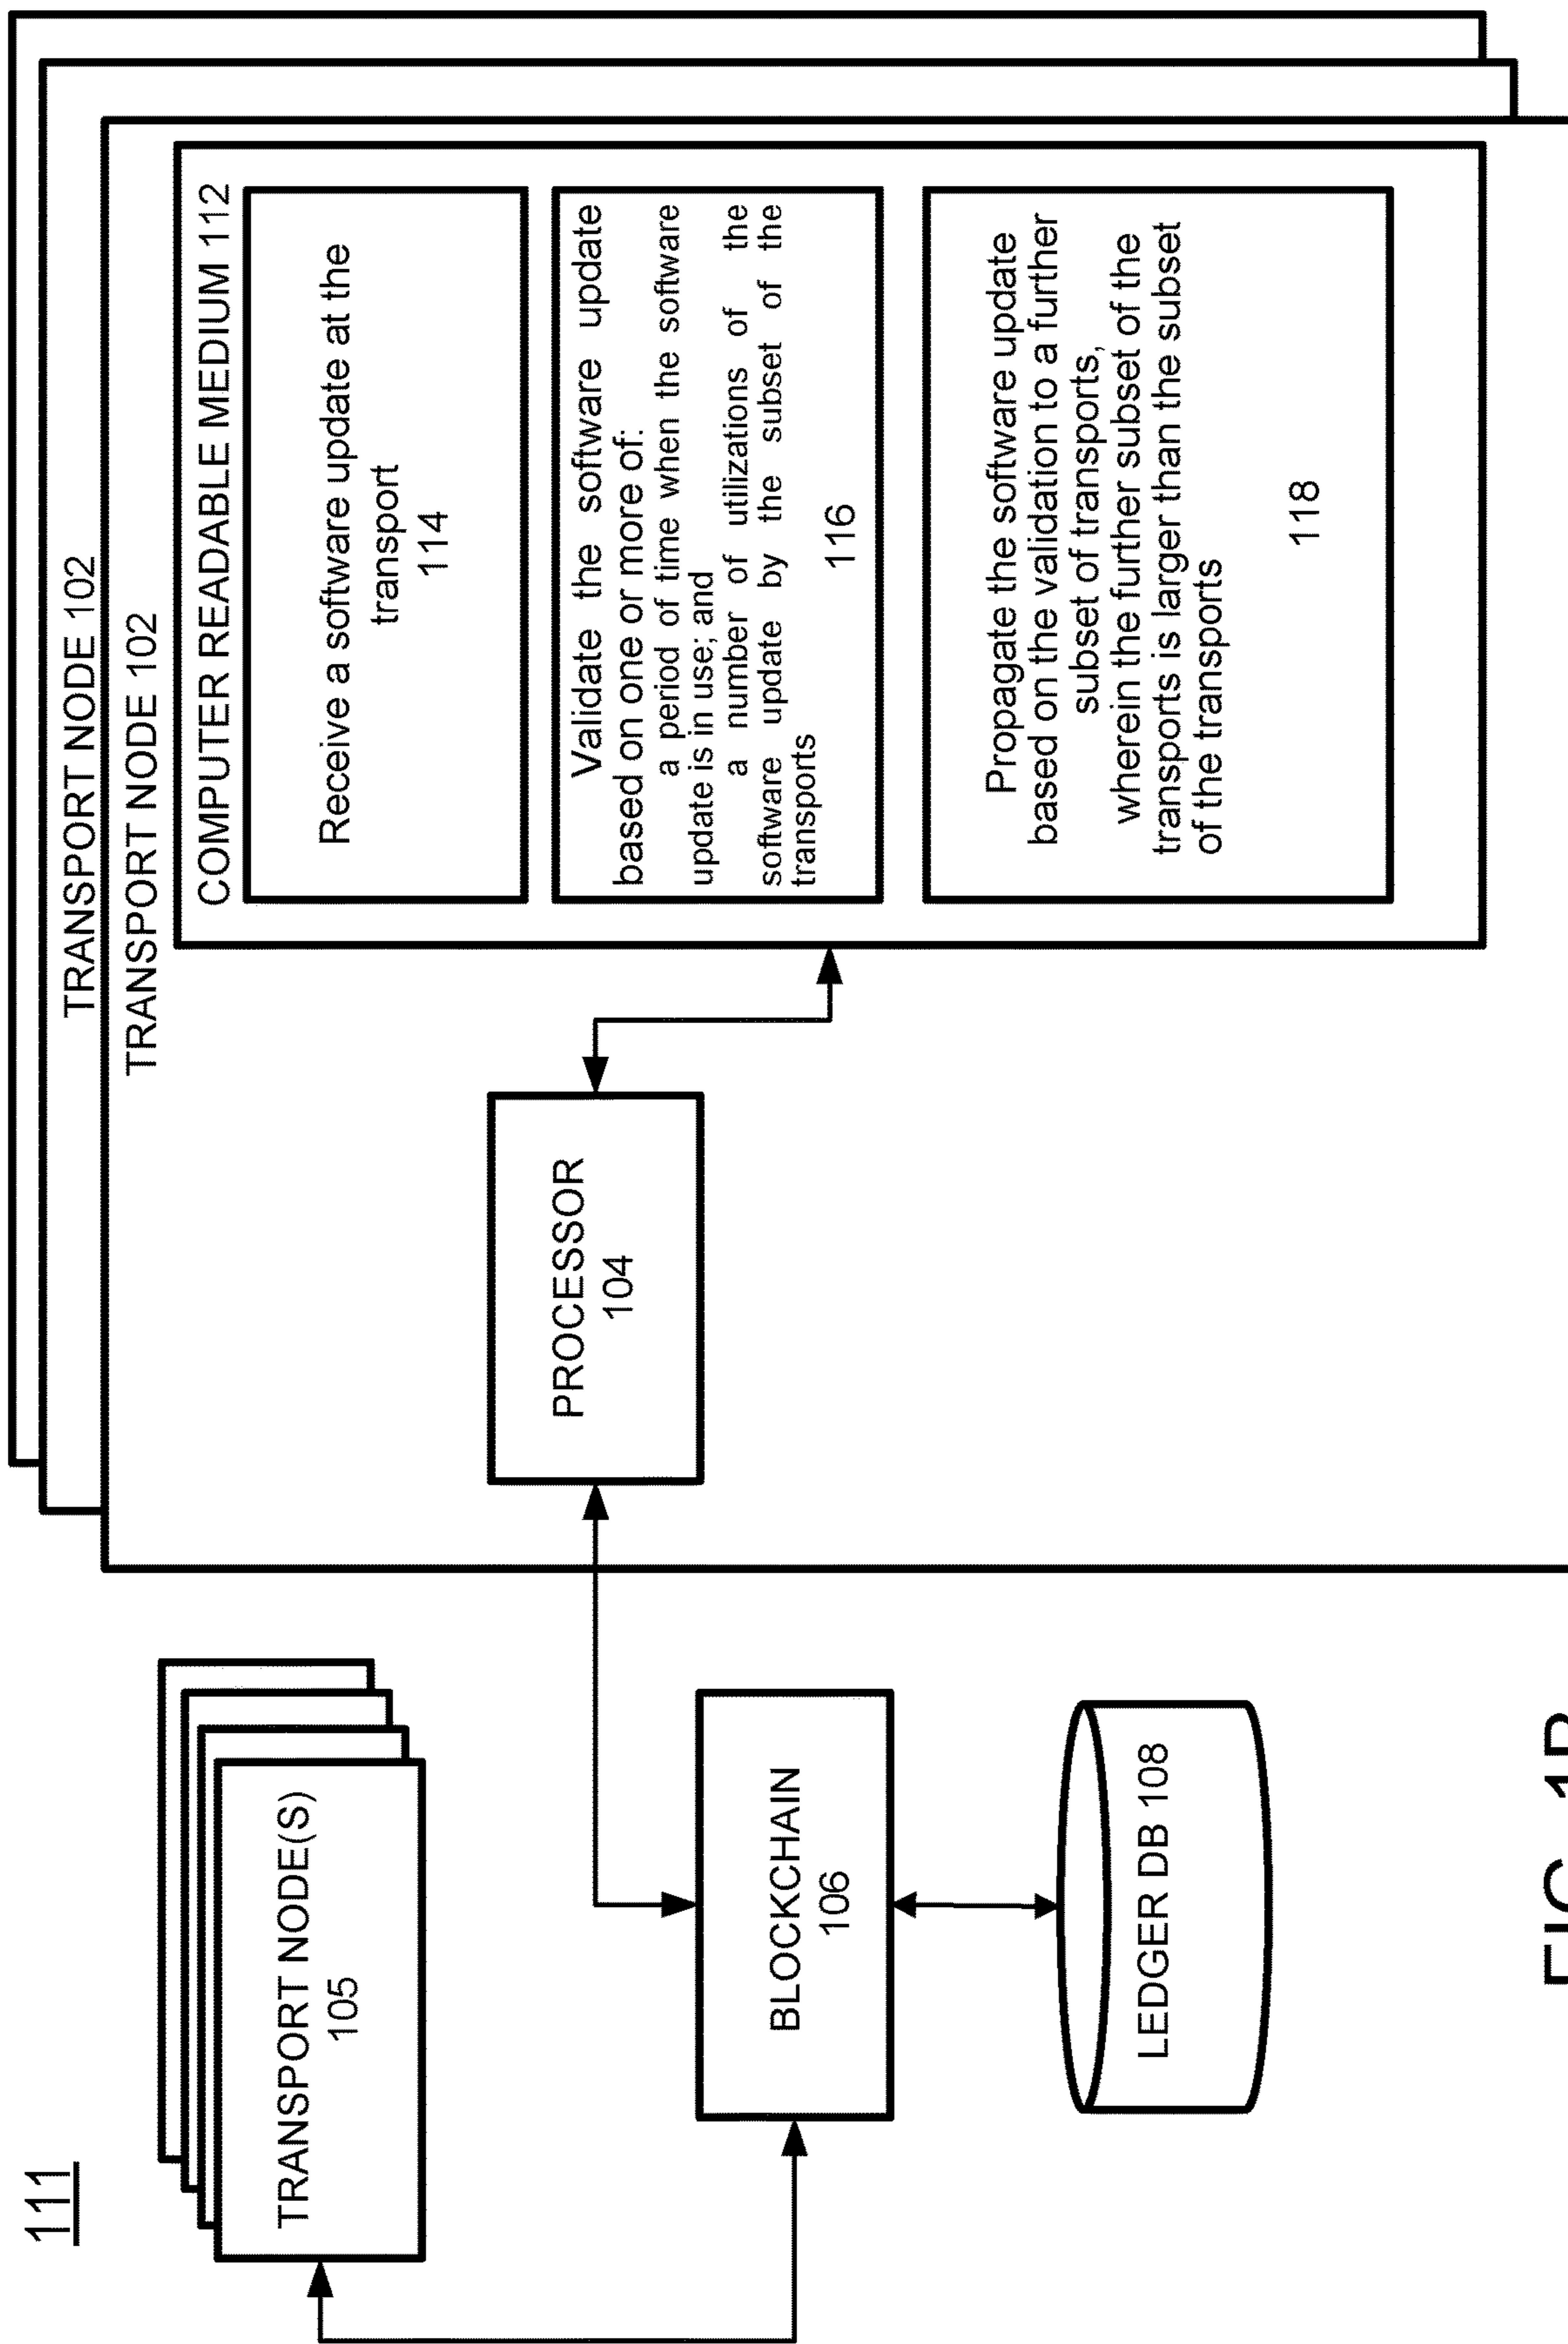 111
TRANSPORT NODE(S)
105
BLOCKCHAIN
106
LEDGER DB 108
TRANSPORT NODE 102
TRANSPORT NODE 102
PROCESSOR
104
COMPUTER READABLE MEDIUM 112
Receive a software update at the
transport
114
Validate the software update
based on one or more of:
a period of time when the software
update is in use; and
a number of utilizations of the
software update by the subset of the
transports
116
Propagate the software update
based on the validation to a further
subset of transports,
wherein the further subset of the
transports is larger than the subset
of the transports
118